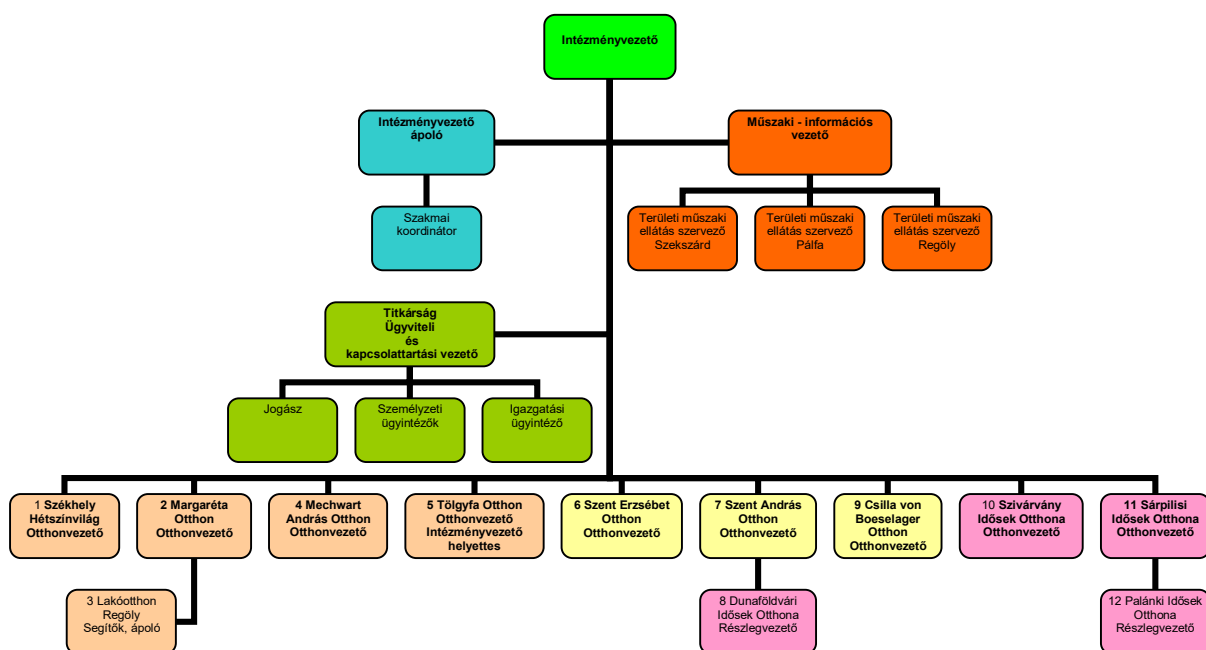 Intézményvezető
Intézményvezető
ápoló
Műszaki - információs
vezető
Szakmai
koordinátor
Területi műszaki
ellátás szervező
Szekszárd
Területi műszaki
ellátás szervező
Pálfa
Területi műszaki
ellátás szervező
Regöly
Titkárság
Ügyviteli
és
kapcsolattartási vezető
Jogász
Személyzeti
ügyintézők
Igazgatási
ügyintéző
1 Székhely
Hétszínvilág
Otthonvezető
2 Margaréta
Otthon
Otthonvezető
4 Mechwart
András Otthon
Otthonvezető
5 Tölgyfa Otthon
Otthonvezető
Intézményvezető
helyettes
6 Szent Erzsébet
Otthon
Otthonvezető
7 Szent András
Otthon
Otthonvezető
9 Csilla von
Boeselager
Otthon
Otthonvezető
10 Szivárvány
Idősek Otthona
Otthonvezető
11 Sárpilisi
Idősek Otthona
Otthonvezető
3 Lakóotthon
Regöly
Segítők, ápoló
8 Dunaföldvári
Idősek Otthona
Részlegvezető
12 Palánki Idősek
Otthona
Részlegvezető